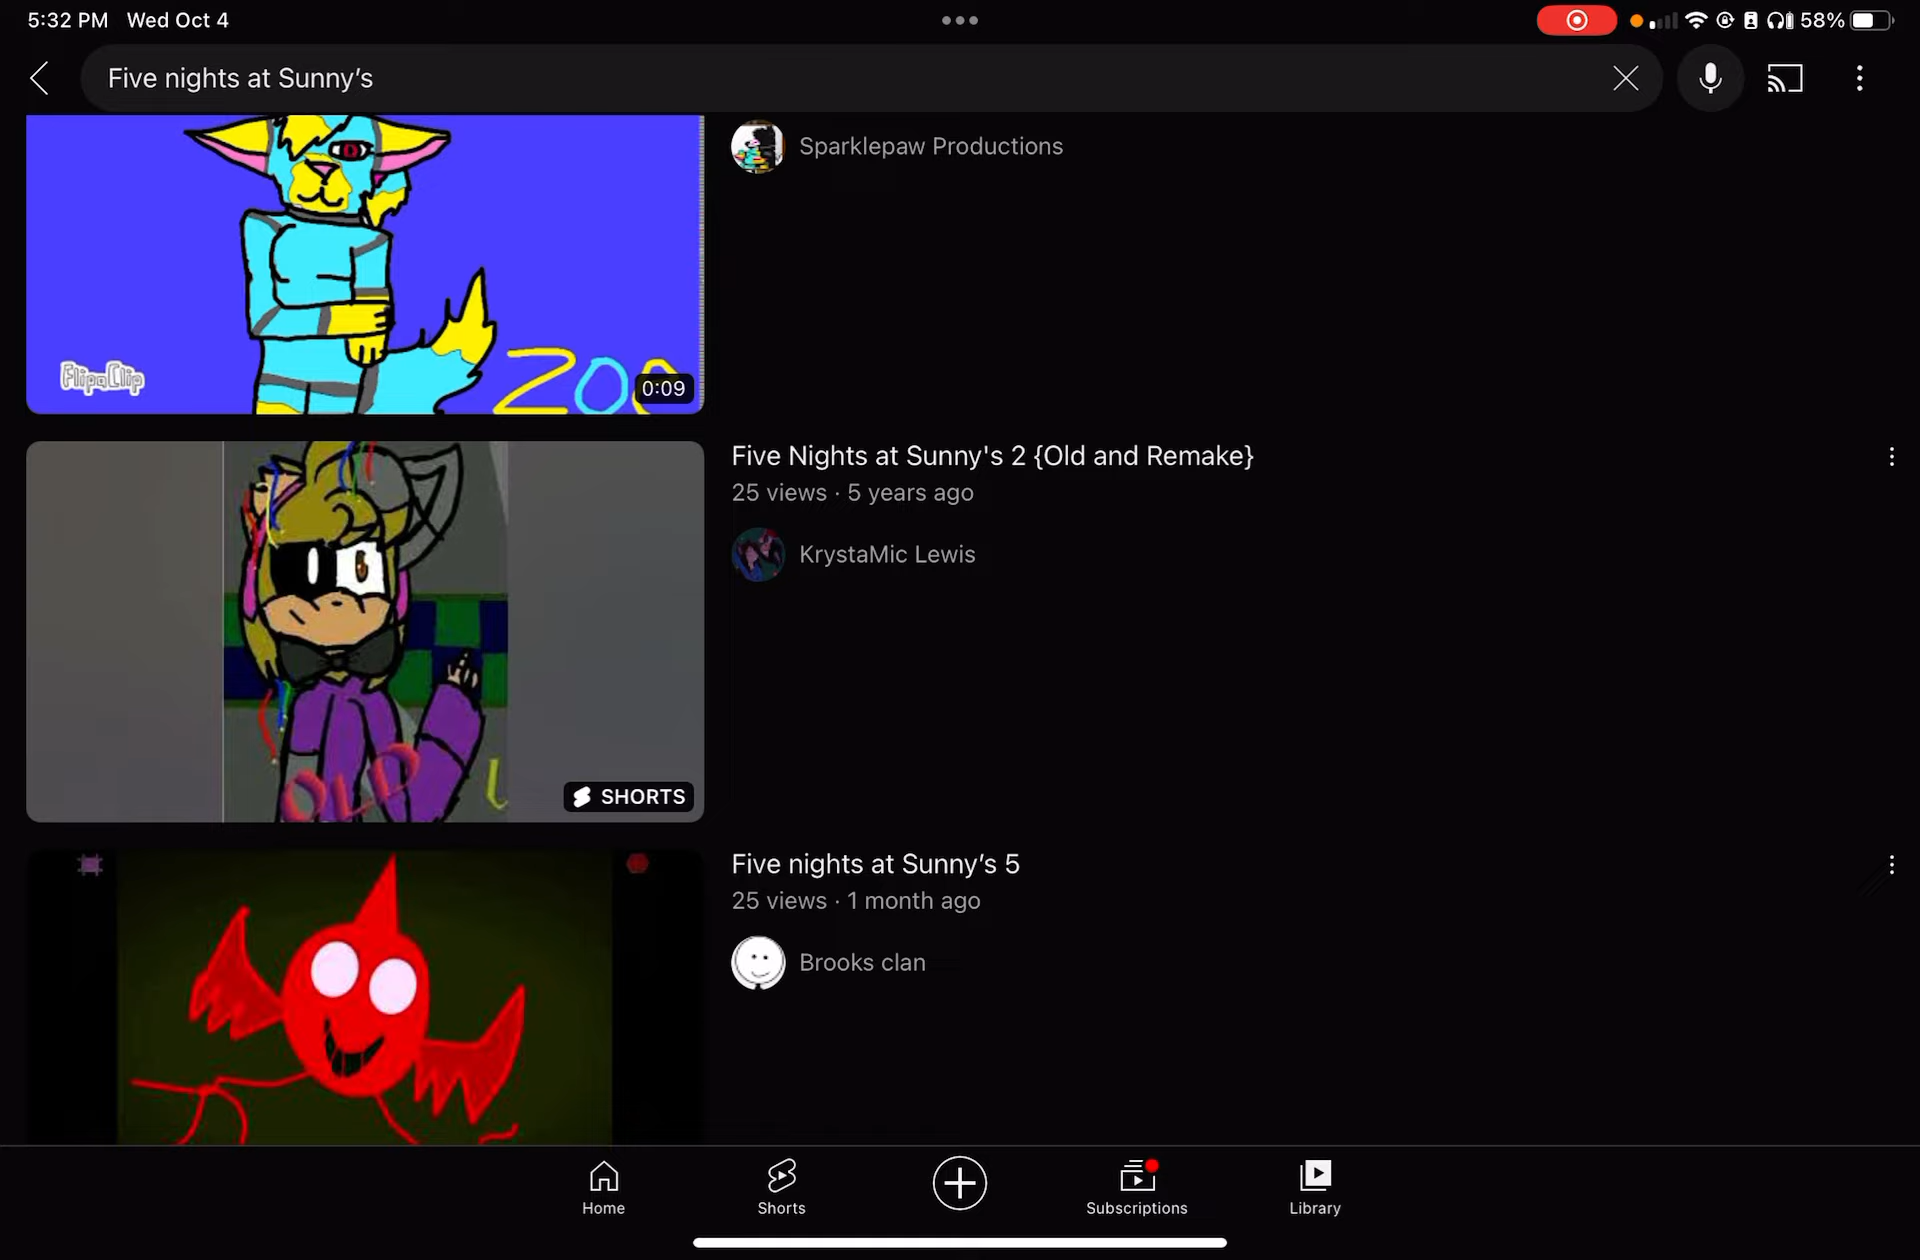 5:32 PM Wed Oct 4
58%
Five nights at Sunny’s
Sparklepaw Productions
FlipaClip
ZOO
0:09
Five Nights at Sunny's 2 {Old and Remake}
25 views · 5 years ago
KrystaMic Lewis
OLD
SHORTS
Five nights at Sunny’s 5
25 views · 1 month ago
Brooks clan
Home
Shorts
Subscriptions
Library